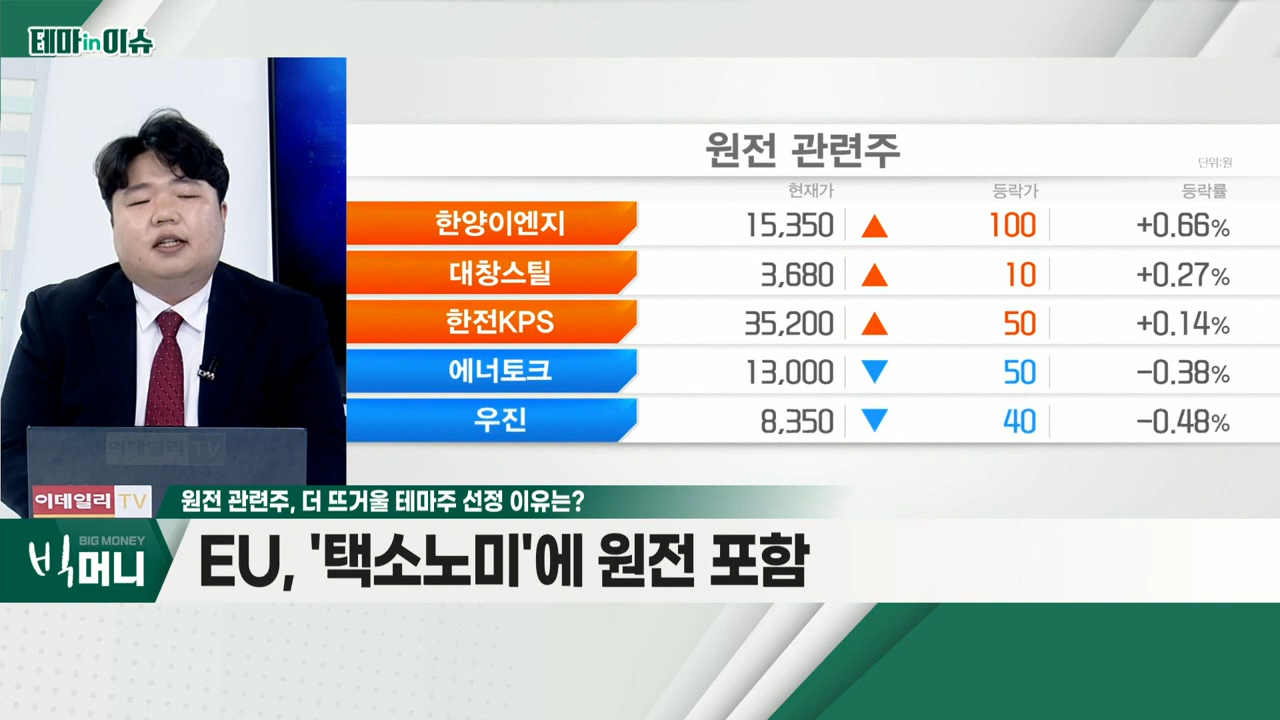 테마in이슈
원전 관련주
단위:원
현재가 등락가 등락률
한양이엔지 15,350 ▲ 100 +0.66%
대창스틸 3,680 ▲ 10 +0.27%
한전KPS 35,200 ▲ 50 +0.14%
에너토크 13,000 ▼ 50 -0.38%
우진 8,350 ▼ 40 -0.48%
이데일리TV
이데일리 TV
원전 관련주, 더 뜨거울 테마주 선정 이유는?
BIG MONEY
빅머니
EU, '택소노미'에 원전 포함